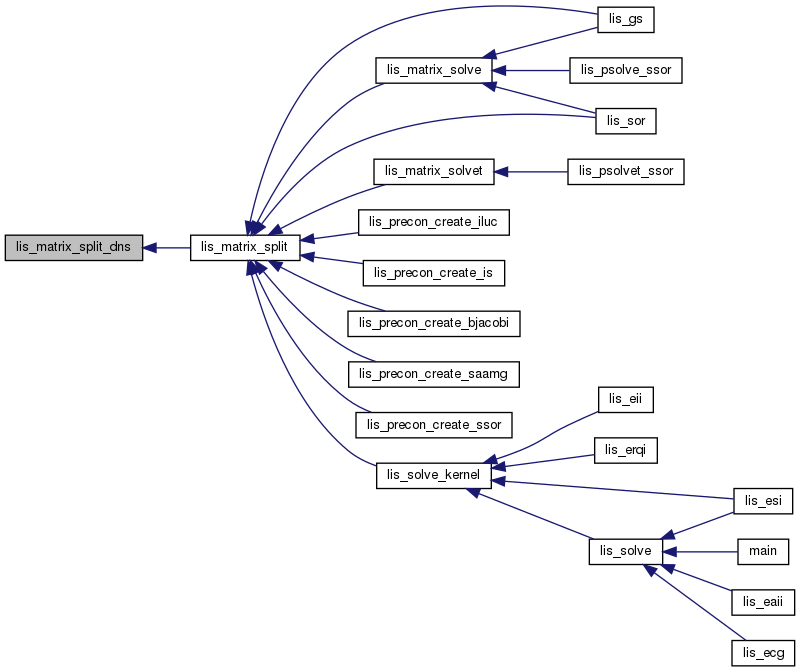 lis_gs
lis_matrix_solve
lis_psolve_ssor
lis_sor
lis_matrix_solvet
lis_psolvet_ssor
lis_precon_create_iluc
lis_matrix_split_dns
lis_matrix_split
lis_precon_create_is
lis_precon_create_bjacobi
lis_precon_create_saamg
lis_eii
lis_precon_create_ssor
lis_erqi
lis_solve_kernel
lis_esi
lis_solve
main
lis_eaii
lis_ecg